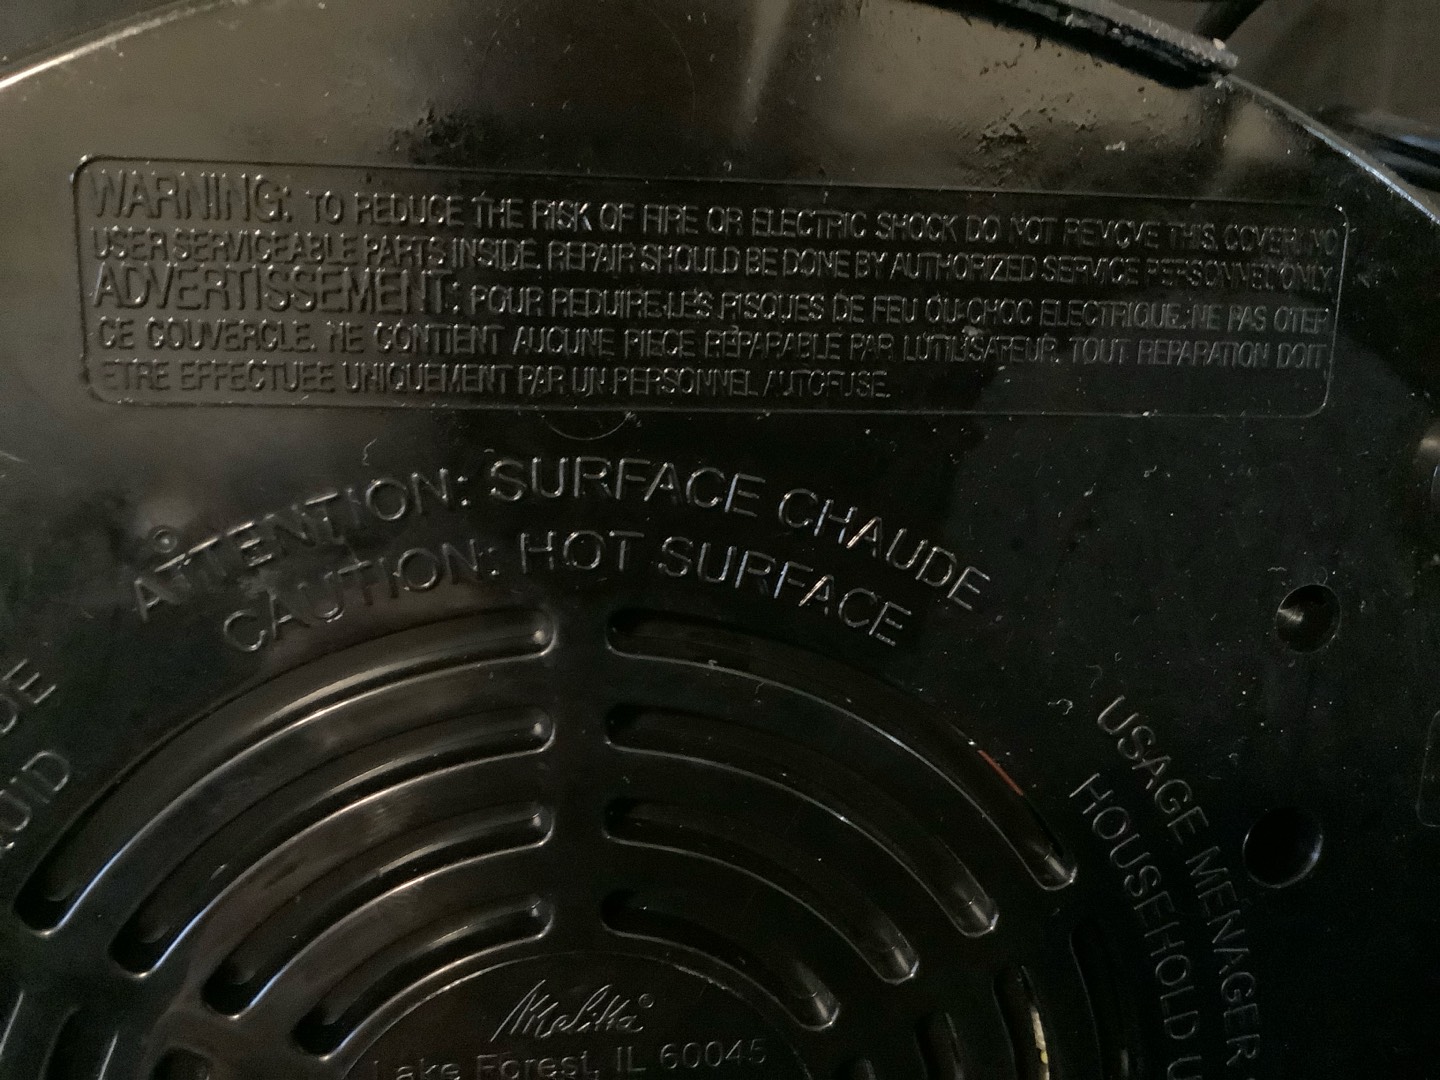 WARNING: TO REDUCE THE RISK OF FIRE OR ELECTRIC SHOCK DO NOT REMOVE THIS COVER. NO
USER SERVICEABLE PARTS INSIDE. REPAIR SHOULD BE DONE BY AUTHORIZED SERVICE PERSONNEL ONLY.
ADVERTISSEMENT: POUR REDUIRE LES RISQUES DE FEU OU CHOC ELECTRIQUE. NE PAS OTER
CE COUVERCLE. NE CONTIENT AUCUNE PIECE REPARABLE PAR LUTILISATEUR. TOUT REPARATION DOIT
ETRE EFFECTUEE UNIQUEMENT PAR UN PERSONNEL AUTOFUSE.
ATTENTION: SURFACE CHAUDE
CAUTION: HOT SURFACE
USAGE MENAGER
HOUSEHOLD U
Melitta
Lake Forest, IL 60045